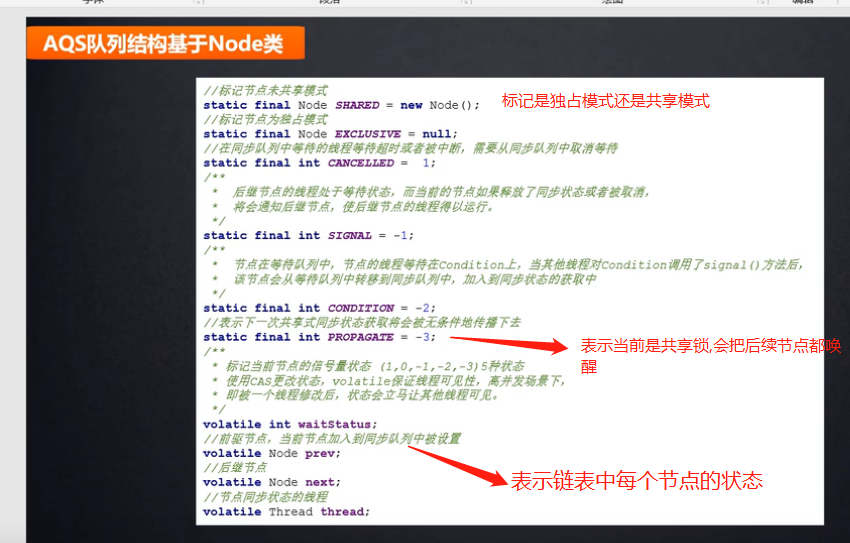 AQS队列结构基于Node类
//标记节点未共享模式
static final Node SHARED = new Node();
标记是独占模式还是共享模式
//标记节点为独占模式
static final Node EXCLUSIVE = null;
//在同步队列中等待的线程等待超时或者被中断，需要从同步队列中取消等待
static final int CANCELLED = 1;
/**
* 后继节点的线程处于等待状态，而当前的节点如果释放了同步状态或者被取消，
* 将会通知后继节点，使后继节点的线程得以运行。
*/
static final int SIGNAL = -1;
/**
* 节点在等待队列中，节点的线程等待在Condition上，当其他线程对Condition调用了signal()方法后，
* 该节点会从等待队列中转移到同步队列中，加入到同步状态的获取中
*/
static final int CONDITION = -2;
//表示下一次共享式同步状态获取将会被无条件地传播下去
static final int PROPAGATE = -3;
表示当前是共享锁,会把后续节点都唤
醒
/**
* 标记当前节点的信号量状态 (1,0,-1,-2,-3)5种状态
* 使用CAS更改状态，volatile保证线程可见性，高并发场景下，
* 即被一个线程修改后，状态会立马让其他线程可见。
*/
volatile int waitStatus;
//前驱节点，当前节点加入到同步队列中被设置
volatile Node prev;
//后继节点
volatile Node next;
表示链表中每个节点的状态
//节点同步状态的线程
volatile Thread thread;